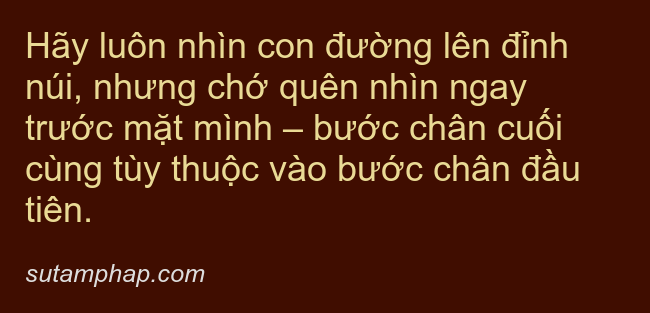 Hãy luôn nhìn con đường lên đỉnh
núi, nhưng chớ quên nhìn ngay
trước mặt mình – bước chân cuối
cùng tùy thuộc vào bước chân đầu
tiên.
sutamphap.com